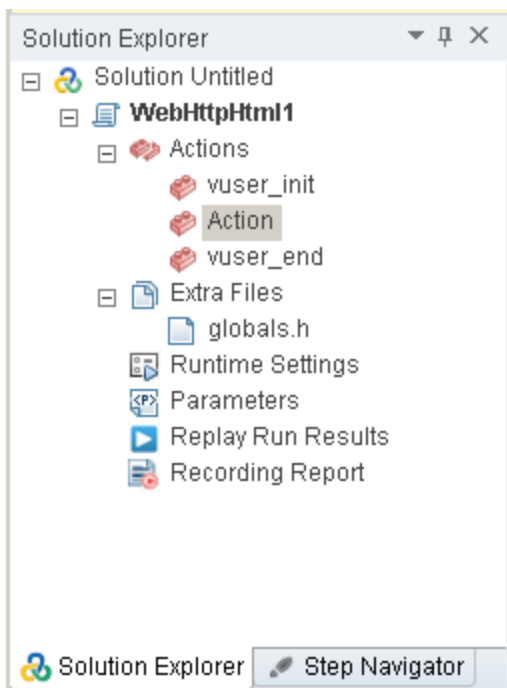 Solution Explorer
Solution Untitled
WebHttpHtml1
Actions
vuser_init
Action
vuser_end
Extra Files
globals.h
Runtime Settings
<P>
Parameters
Replay Run Results
Recording Report
Solution Explorer
Step Navigator